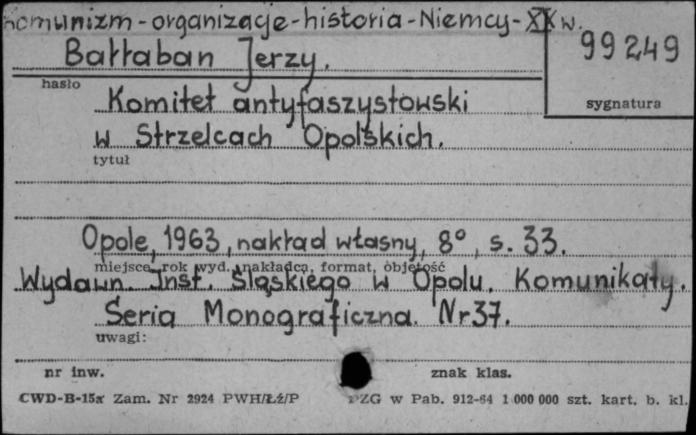 komunizm - organizacje - historia - Niemcy - XX w.
99249
Bałłaban Jerzy.
hasło
sygnatura
Komitet antyfaszystowski
w Strzelcach Opolskich.
tytuł
Opole, 1963, nakład własny, 8°, s. 33.
miejsce, rok wyd., nakładca, format, objętość
Wydawn. Inst. Śląskiego w Opolu. Komunikaty.
Seria Monograficzna. Nr 37.
uwagi:
nr inw.
znak klas.
CWD-B-15a Zam. Nr 2924 PWH/Łź/P
PZG w Pab. 912-64 1 000 000 szt. kart. b. kl.